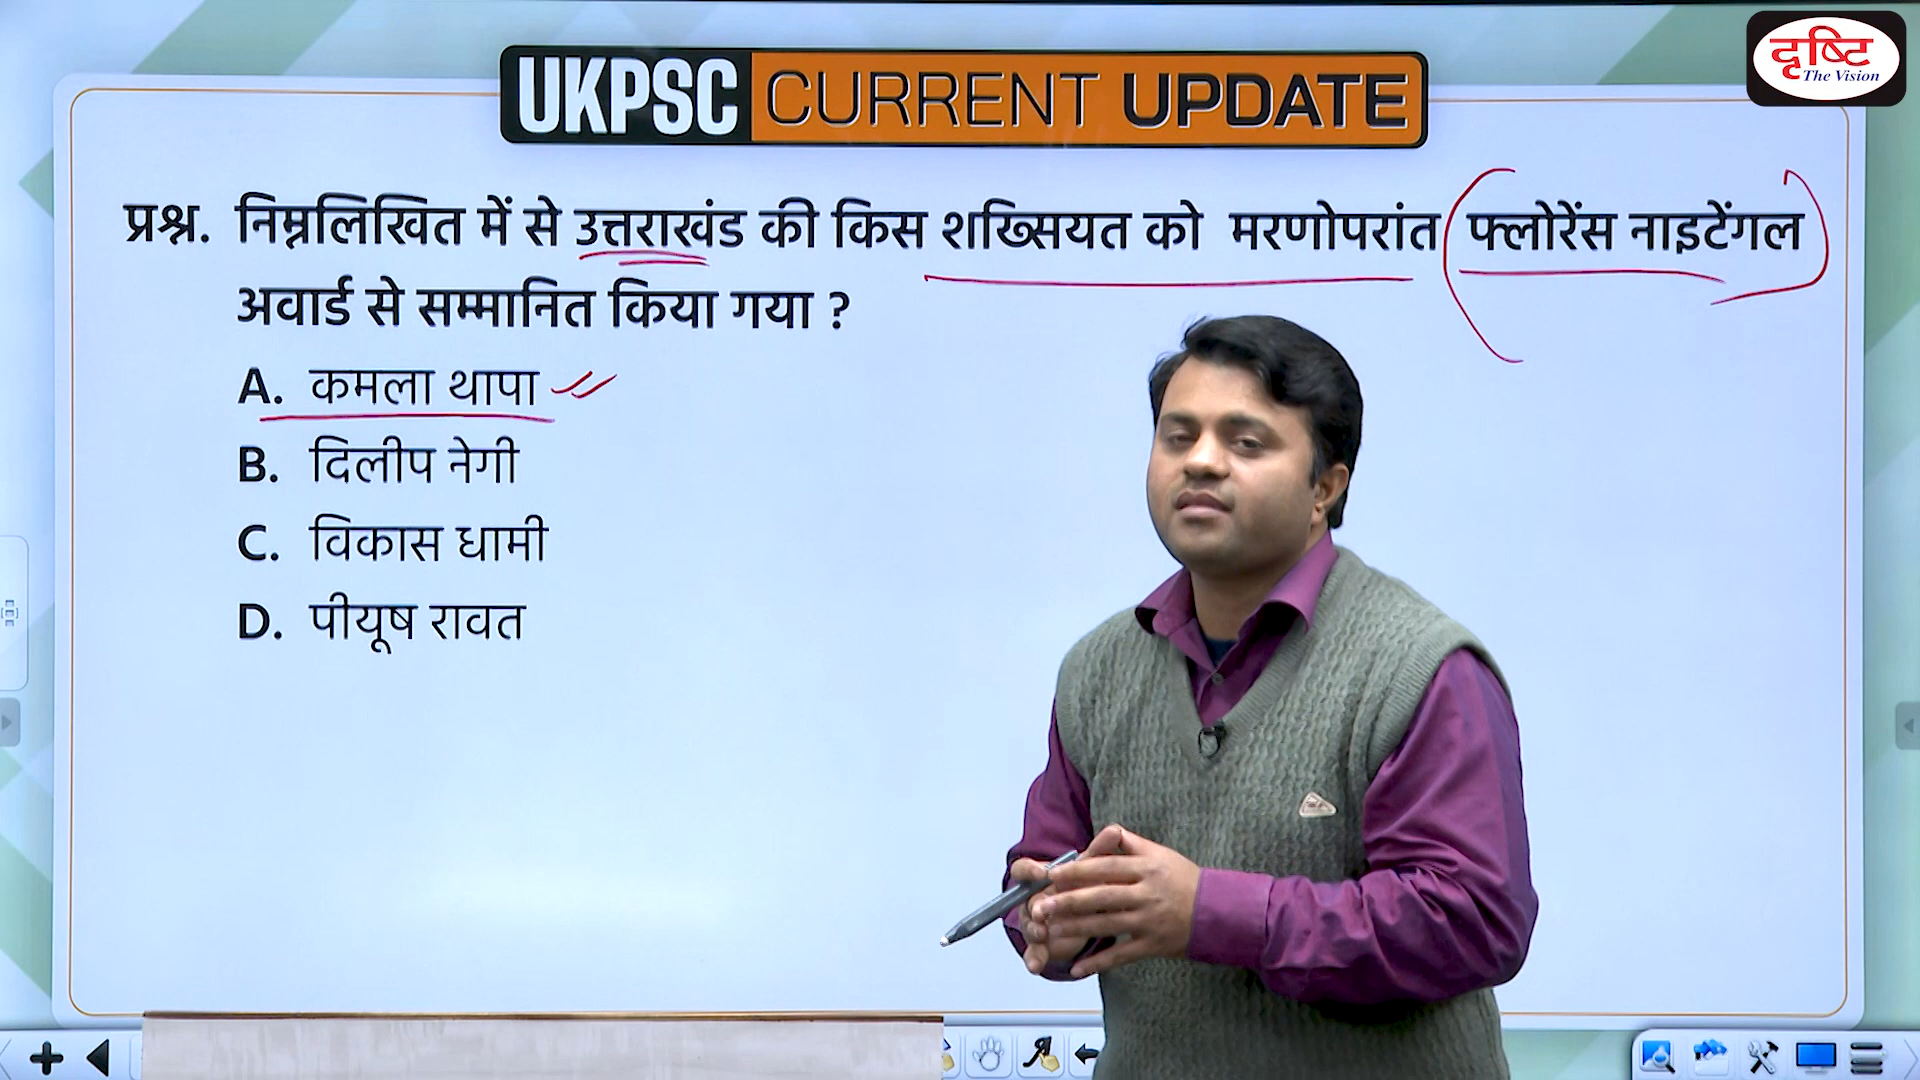 दृष्टि
The Vision
UKPSC CURRENT UPDATE
प्रश्न. निम्नलिखित में से उत्तराखंड की किस शख्सियत को मरणोपरांत फ्लोरेंस नाइटेंगल
अवार्ड से सम्मानित किया गया ?
A. कमला थापा
B. दिलीप नेगी
C. विकास धामी
D. पीयूष रावत